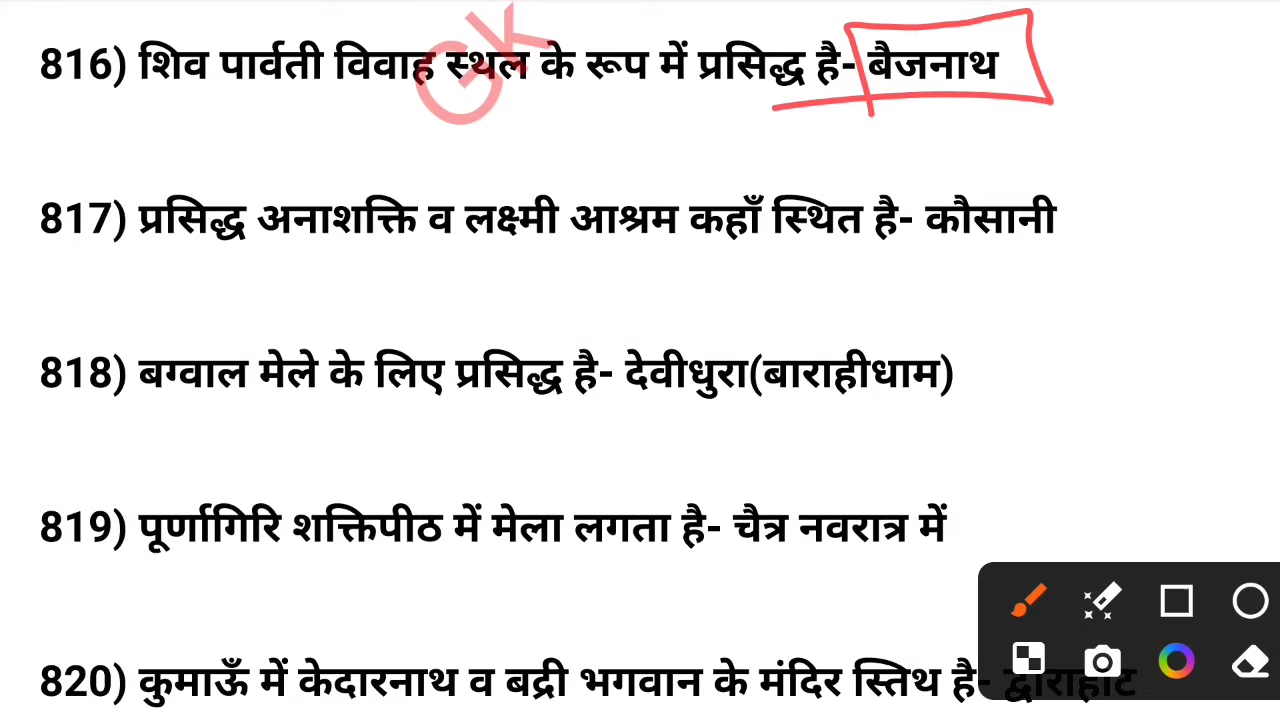 816) शिव पार्वती विवाह स्थल के रूप में प्रसिद्ध है- बैजनाथ
GK
817) प्रसिद्ध अनाशक्ति व लक्ष्मी आश्रम कहाँ स्थित है- कौसानी
818) बग्वाल मेले के लिए प्रसिद्ध है- देवीधुरा(बाराहीधाम)
819) पूर्णागिरि शक्तिपीठ में मेला लगता है- चैत्र नवरात्र में
820) कुमाऊँ में केदारनाथ व बद्री भगवान के मंदिर स्तिथ है- द्वाराहाट